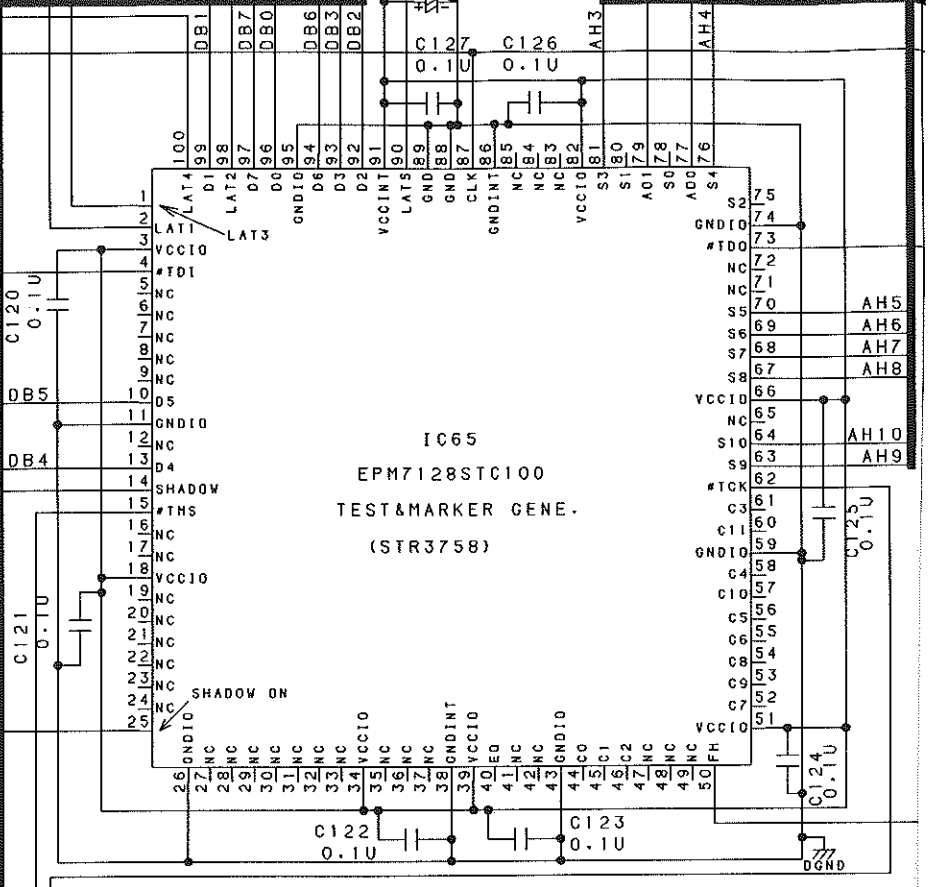 DB1
DB7
DB0
DB6
DB3
DB2
AH3
AH4
C127
0.1U
C126
0.1U
100
99
98
97
96
95
94
93
92
91
90
89
88
87
86
85
84
83
82
81
80
79
78
77
76
LAT4
D1
LAT2
D7
D0
GNDIO
D6
D3
D2
VCCINT
LAT5
GND
GND
CLK
GNDINT
NC
NC
NC
VCCIO
S3
S1
A01
S0
AD0
S4
1
LAT3
2 LAT1
3 VCCIO
4 #TDI
5 NC
6 NC
7 NC
8 NC
9 NC
DB5 10 D5
11 GNDIO
12 NC
DB4 13 D4
14 SHADOW
15 #TMS
16 NC
17 NC
18 VCCIO
19 NC
20 NC
21 NC
22 NC
23 NC
24 NC
25
SHADOW ON
C120
0.1U
C121
0.1U
IC65
EPM7128STC100
TEST&MARKER GENE.
(STR3758)
S2 75
GNDIO 74
#TDO 73
NC 72
NC 71
S5 70 AH5
S6 69 AH6
S7 68 AH7
S8 67 AH8
VCCIO 66
NC 65
S10 64 AH10
S9 63 AH9
#TCK 62
C3 61
C11 60
GNDIO 59
C4 58
C10 57
C5 56
C6 55
C8 54
C9 53
C7 52
VCCIO 51
C125
0.1U
C124
0.1U
GNDIO
NC
NC
NC
NC
NC
NC
NC
VCCIO
NC
NC
NC
GNDINT
VCCIO
EQ
NC
NC
GNDIO
C0
C1
C2
NC
NC
NC
FH
26
27
28
29
30
31
32
33
34
35
36
37
38
39
40
41
42
43
44
45
46
47
48
49
50
C122
0.1U
C123
0.1U
DGND